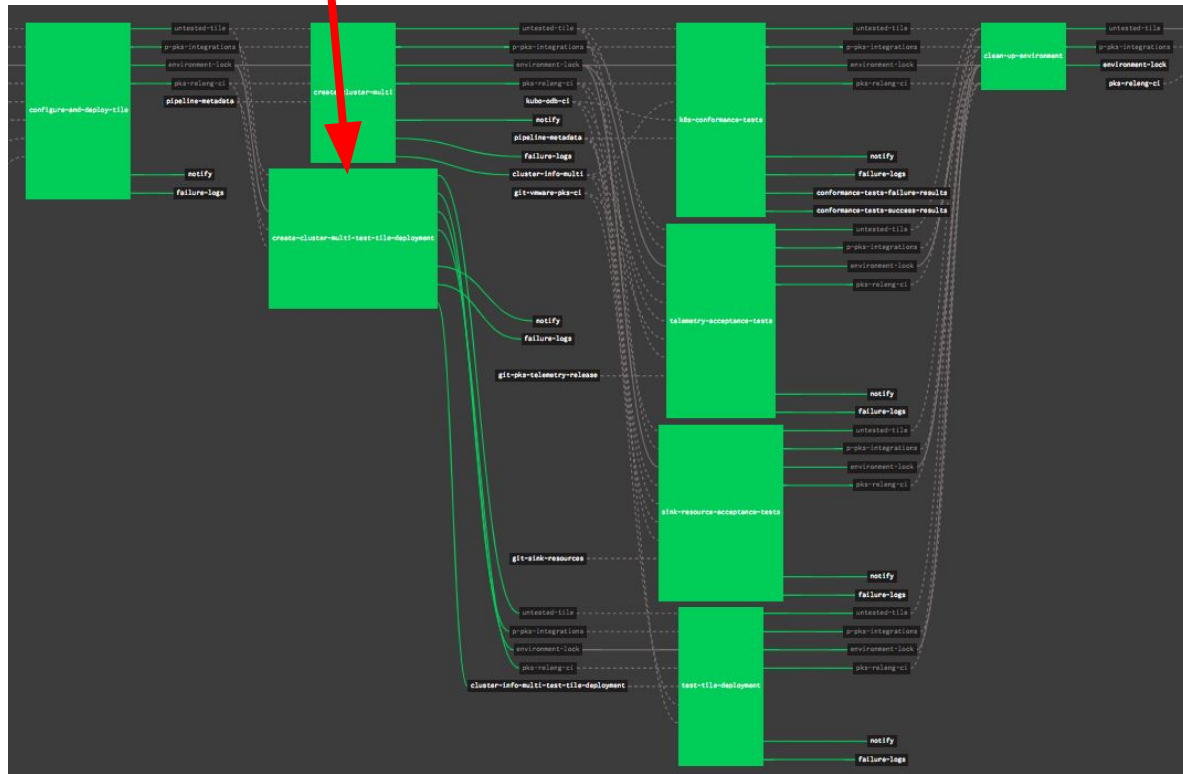 configure-and-deploy-tile
untested-tile
p-pks-integrations
environment-lock
pks-releng-ci
pipeline-metadata
notify
failure-logs
create-cluster-multi
create-cluster-multi-test-tile-deployment
untested-tile
p-pks-integrations
environment-lock
pks-releng-ci
kubo-odb-ci
notify
pipeline-metadata
failure-logs
cluster-info-multi
git-vmware-pks-ci
notify
failure-logs
git-pks-telemetry-release
git-sink-resources
untested-tile
p-pks-integrations
environment-lock
pks-releng-ci
cluster-info-multi-test-tile-deployment
k8s-conformance-tests
untested-tile
p-pks-integrations
environment-lock
pks-releng-ci
notify
failure-logs
conformance-tests-failure-results
conformance-tests-success-results
telemetry-acceptance-tests
untested-tile
p-pks-integrations
environment-lock
pks-releng-ci
notify
failure-logs
sink-resource-acceptance-tests
untested-tile
p-pks-integrations
environment-lock
pks-releng-ci
notify
failure-logs
test-tile-deployment
untested-tile
p-pks-integrations
environment-lock
pks-releng-ci
notify
failure-logs
clean-up-environment
untested-tile
p-pks-integrations
environment-lock
pks-releng-ci